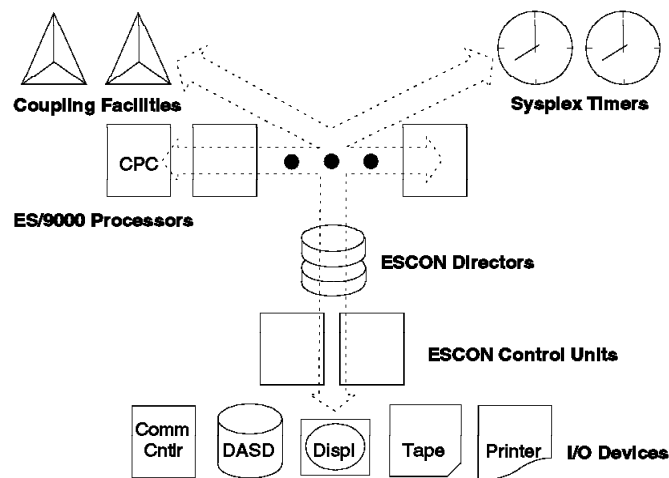 Coupling Facilities
Sysplex Timers
CPC
ES/9000 Processors
ESCON Directors
ESCON Control Units
Comm
Cntlr
DASD
Displ
Tape
Printer
I/O Devices